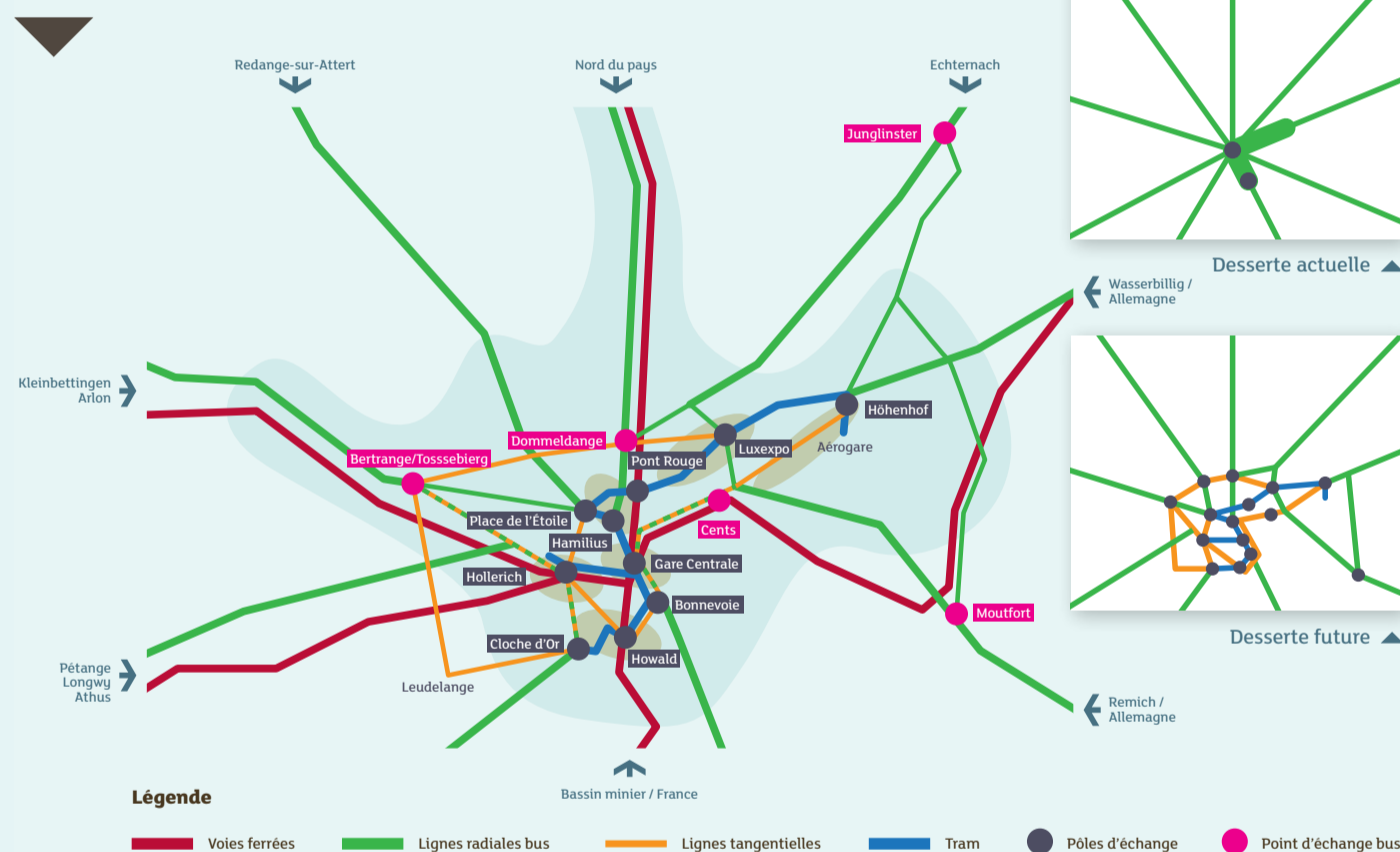 Redange-sur-Attert
Nord du pays
Echternach
Junglinster
Desserte actuelle
Wasserbillig /
Allemagne
Kleinbettingen
Arlon
Höhenhof
Dommeldange
Luxexpo
Aérogare
Bertrange/Tosssebierg
Pont Rouge
Place de l'Étoile
Cents
Hamilius
Gare Centrale
Hollerich
Bonnevoie
Moutfort
Cloche d'Or
Howald
Desserte future
Leudelange
Pétange
Longwy
Athus
Remich /
Allemagne
Bassin minier / France
Légende
Voies ferrées
Lignes radiales bus
Lignes tangentielles
Tram
Pôles d'échange
Point d'échange bus